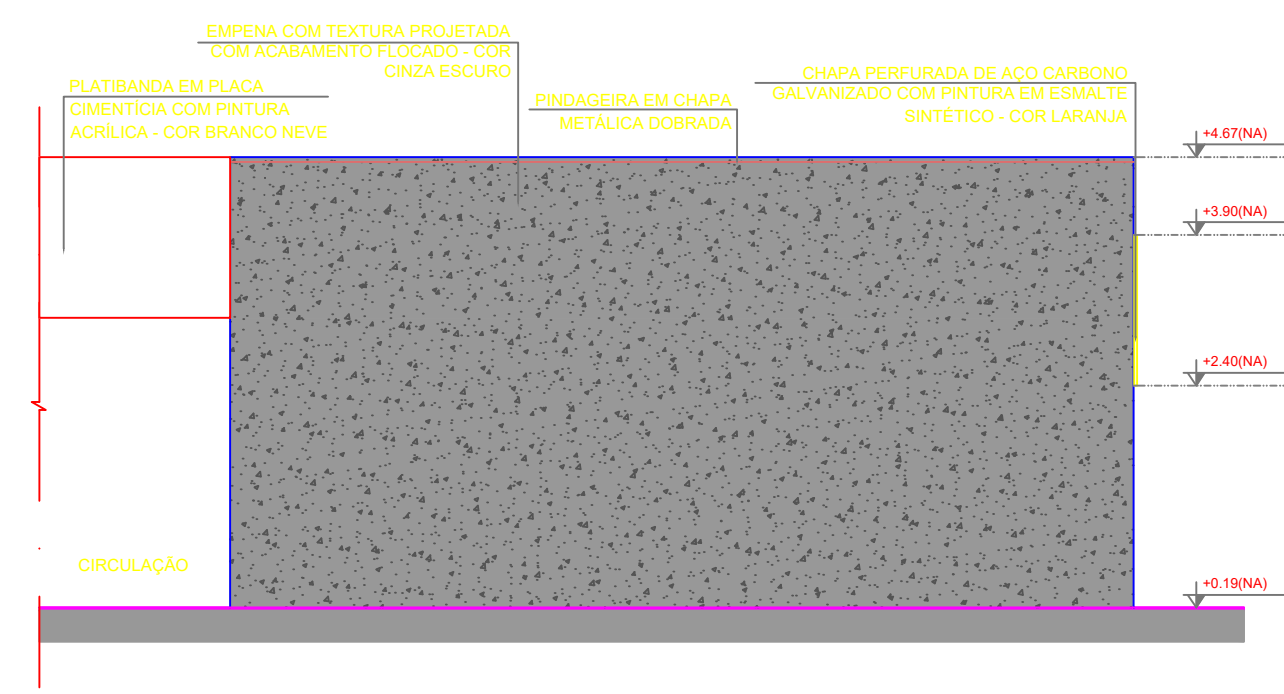 EMPENA COM TEXTURA PROJETADA
COM ACABAMENTO FLOCADO - COR
CINZA ESCURO
PLATIBANDA EM PLACA
CIMENTÍCIA COM PINTURA
ACRÍLICA - COR BRANCO NEVE
PINDAGEIRA EM CHAPA
METÁLICA DOBRADA
CHAPA PERFURADA DE AÇO CARBONO
GALVANIZADO COM PINTURA EM ESMALTE
SINTÉTICO - COR LARANJA
+4.67(NA)
+3.90(NA)
+2.40(NA)
CIRCULAÇÃO
+0.19(NA)